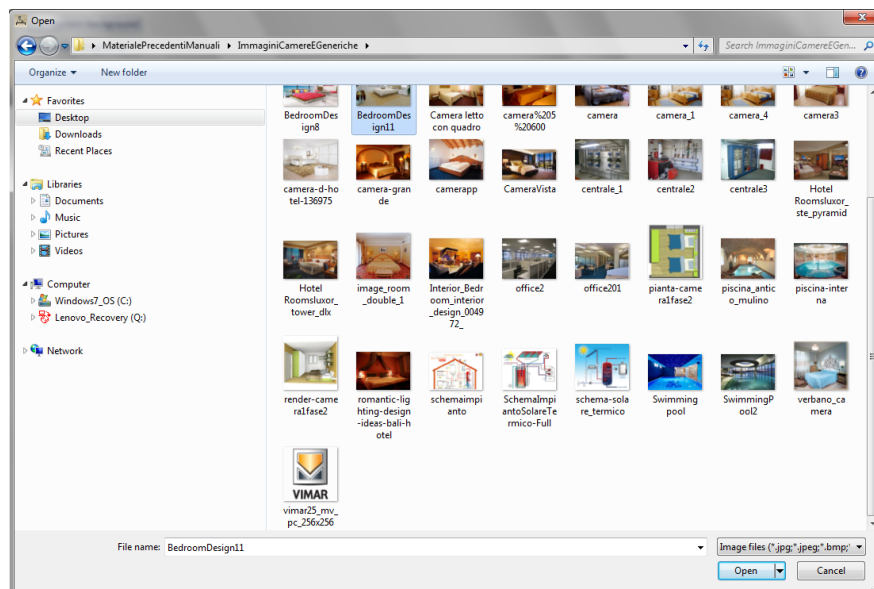 Open
MaterialePrecedentiManuali
ImmaginiCamereEGeneriche
Search ImmaginiCamereEGen...
Organize
New folder
Favorites
Desktop
Downloads
Recent Places
Libraries
Documents
Music
Pictures
Videos
Computer
Windows7_OS (C:)
Lenovo_Recovery (Q:)
Network
BedroomDes
ign8
BedroomDes
ign11
Camera letto
con quadro
camera%205
%20600
camera
camera_1
camera_4
camera3
camera-d-ho
tel-136975
camera-gran
de
camerapp
CameraVista
centrale_1
centrale2
centrale3
Hotel
Roomsluxor_
ste_pyramid
Hotel
Roomsluxor_
tower_dlx
image_room
_double_1
Interior_Bedr
oom_interior
_design_0049
72_
office2
office201
pianta-came
ra1fase2
piscina_antic
o_mulino
piscina-inter
na
render-came
ra1fase2
romantic-lig
hting-design
-ideas-bali-h
otel
schemaimpi
anto
SchemaImpi
antoSolareTe
rmico-Full
schema-sola
re_termico
Swimming
pool
SwimmingP
ool2
verbano_ca
mera
VIMAR
vimar25_mv_
pc_256x256
File name:
BedroomDesign11
Image files (*.jpg;*.jpeg;*.bmp;'
Open
Cancel